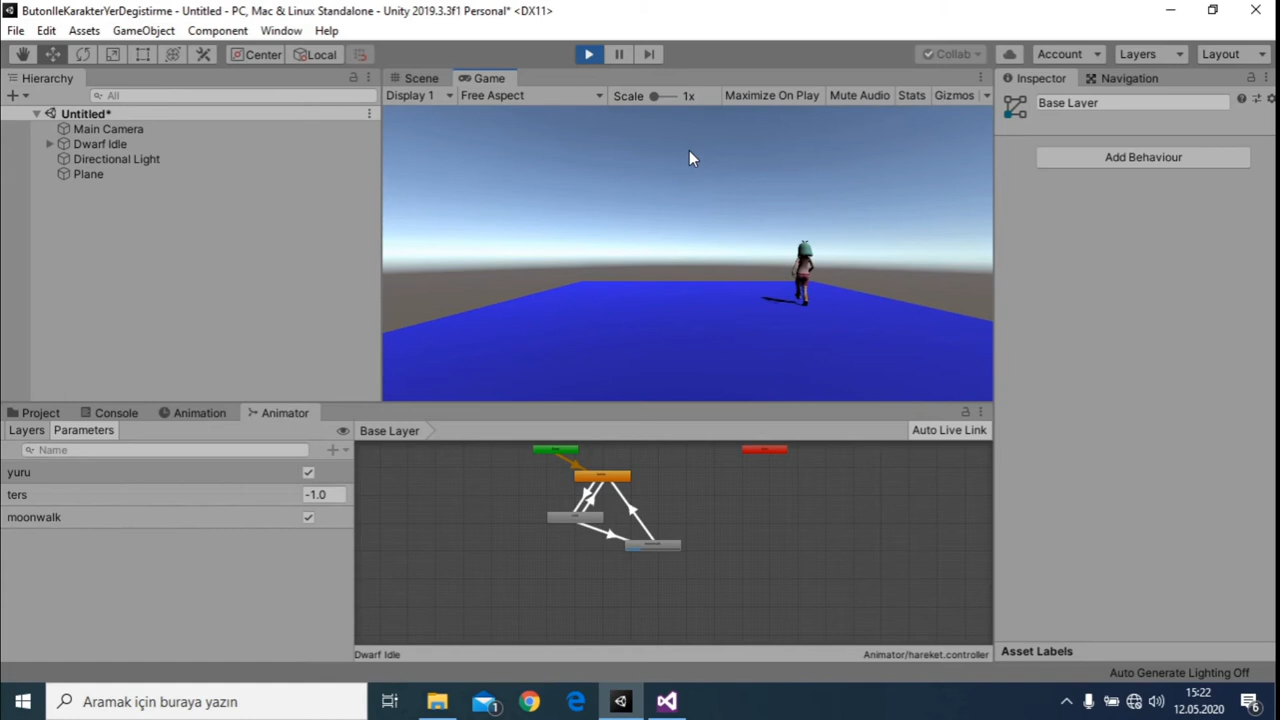 ButonlleKarakterYerDegistirme - Untitled - PC, Mac & Linux Standalone - Unity 2019.3.3f1 Personal* <DX11>
File Edit Assets GameObject Component Window Help
Center Local Collab Account Layers Layout
Hierarchy Scene Game Inspector Navigation
All Display 1 Free Aspect Scale 1x Maximize On Play Mute Audio Stats Gizmos Base Layer
Untitled*
Main Camera
Dwarf Idle
Directional Light
Plane
Add Behaviour
Project Console Animation Animator
Layers Parameters Base Layer Auto Live Link
Name
yuru
ters -1.0
moonwalk
Dwarf Idle Animator/hareket.controller
Asset Labels
Auto Generate Lighting Off
Aramak için buraya yazın 1 15:22
12.05.2020 6